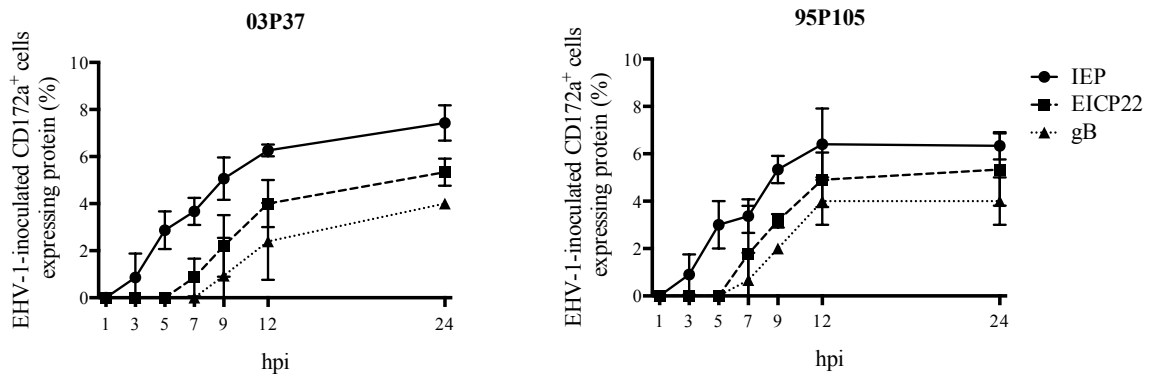 03P37
EHV-1-inoculated CD172a+ cells
expressing protein (%)
10
8
6
4
2
0
1 3 5 7 9 12 24
hpi
95P105
EHV-1-inoculated CD172a+ cells
expressing protein (%)
10
8
6
4
2
0
1 3 5 7 9 12 24
hpi
IEP
EICP22
gB